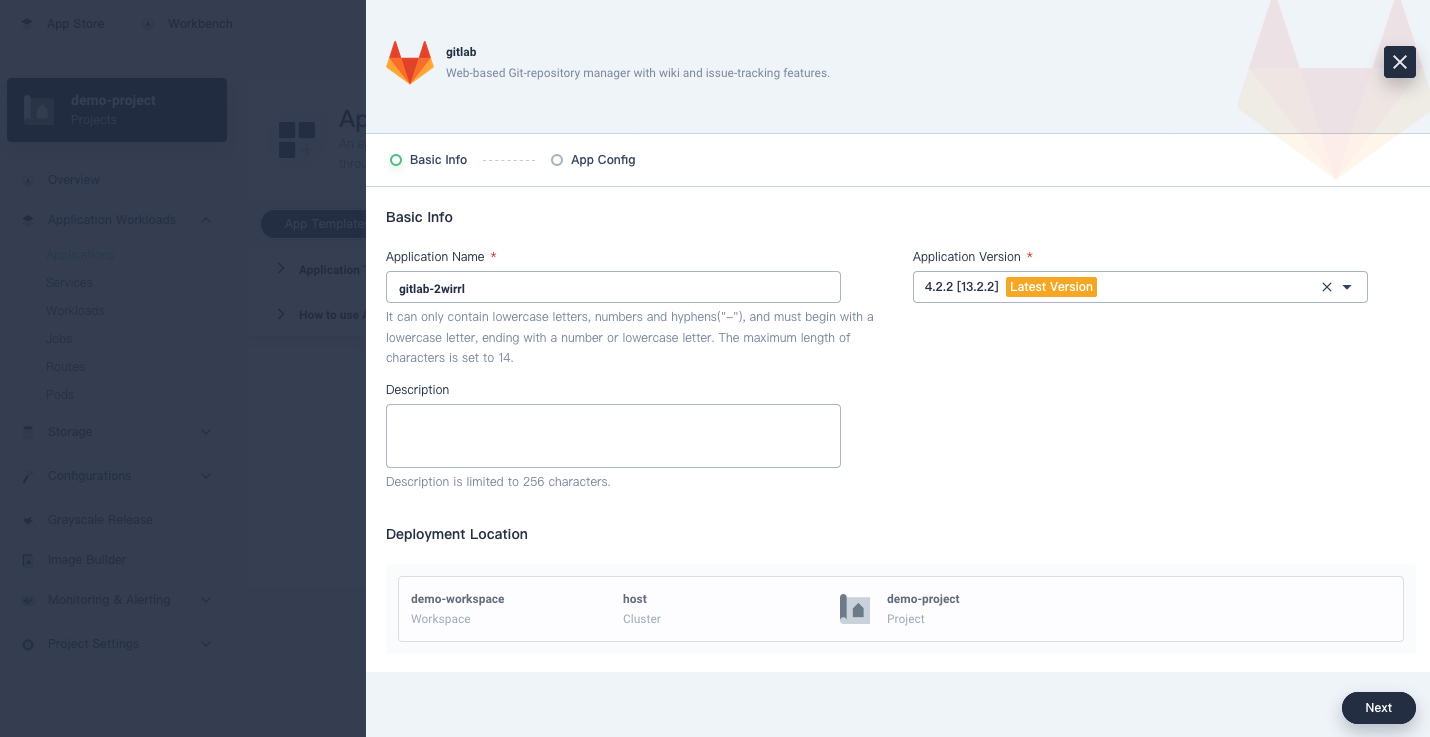 App Store
Workbench
demo-project
Projects
Overview
Application Workloads
Applications
Services
Workloads
Jobs
Routes
Pods
Storage
Configurations
Grayscale Release
Image Builder
Monitoring & Alerting
Project Settings
Ap
An a
throu
App Template
Application
How to use A
gitlab
Web-based Git-repository manager with wiki and issue-tracking features.
Basic Info
App Config
Basic Info
Application Name *
gitlab-2wirrl
It can only contain lowercase letters, numbers and hyphens("-"), and must begin with a
lowercase letter, ending with a number or lowercase letter. The maximum length of
characters is set to 14.
Application Version *
4.2.2 [13.2.2] Latest Version
Description
Description is limited to 256 characters.
Deployment Location
demo-workspace
Workspace
host
Cluster
demo-project
Project
Next